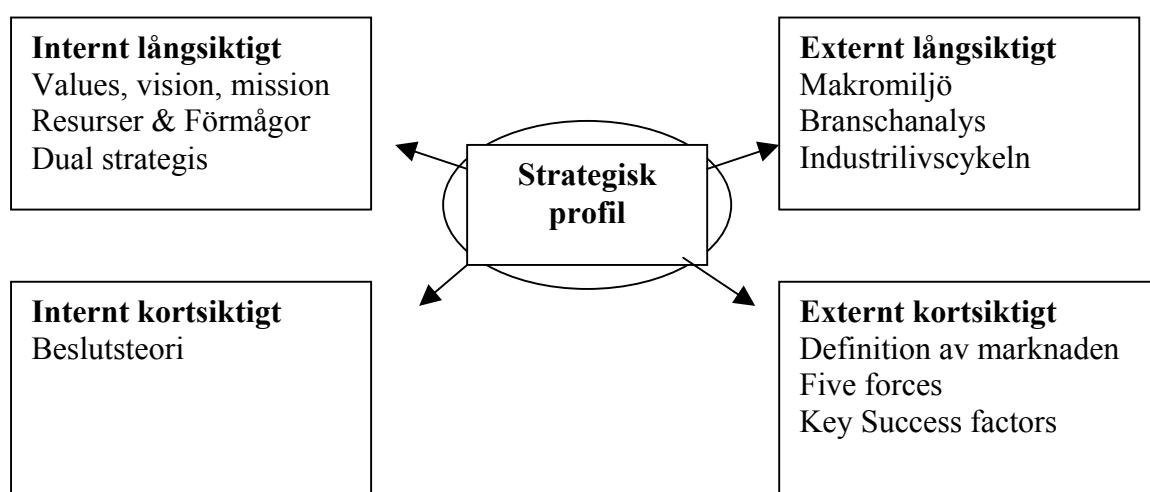 Internt långsiktigt
Values, vision, mission
Resurser & Förmågor
Dual strategis
Externt långsiktigt
Makromiljö
Branschanalys
Industrilivscykeln
Strategisk
profil
Internt kortsiktigt
Beslutsteori
Externt kortsiktigt
Definition av marknaden
Five forces
Key Success factors